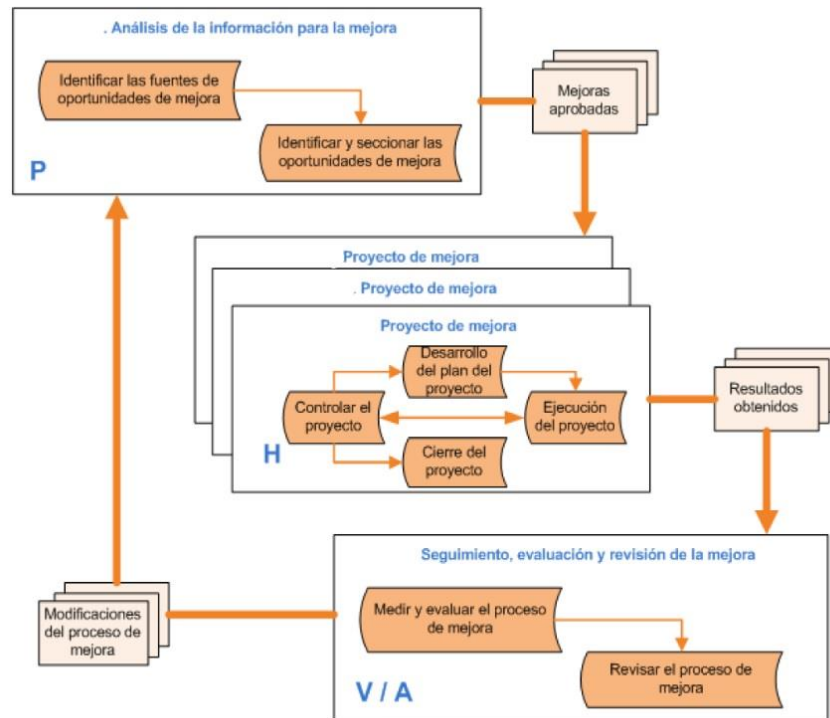 . Análisis de la información para la mejora
Identificar las fuentes de
oportunidades de mejora
Identificar y seccionar las
oportunidades de mejora
P
Mejoras
aprobadas
Proyecto de mejora
. Proyecto de mejora
Proyecto de mejora
Desarrollo
del plan del
proyecto
Controlar el
proyecto
Ejecución
del proyecto
Cierre del
proyecto
H
Resultados
obtenidos
Seguimiento, evaluación y revisión de la mejora
Medir y evaluar el proceso
de mejora
Revisar el proceso de
mejora
V / A
Modificaciones
del proceso de
mejora